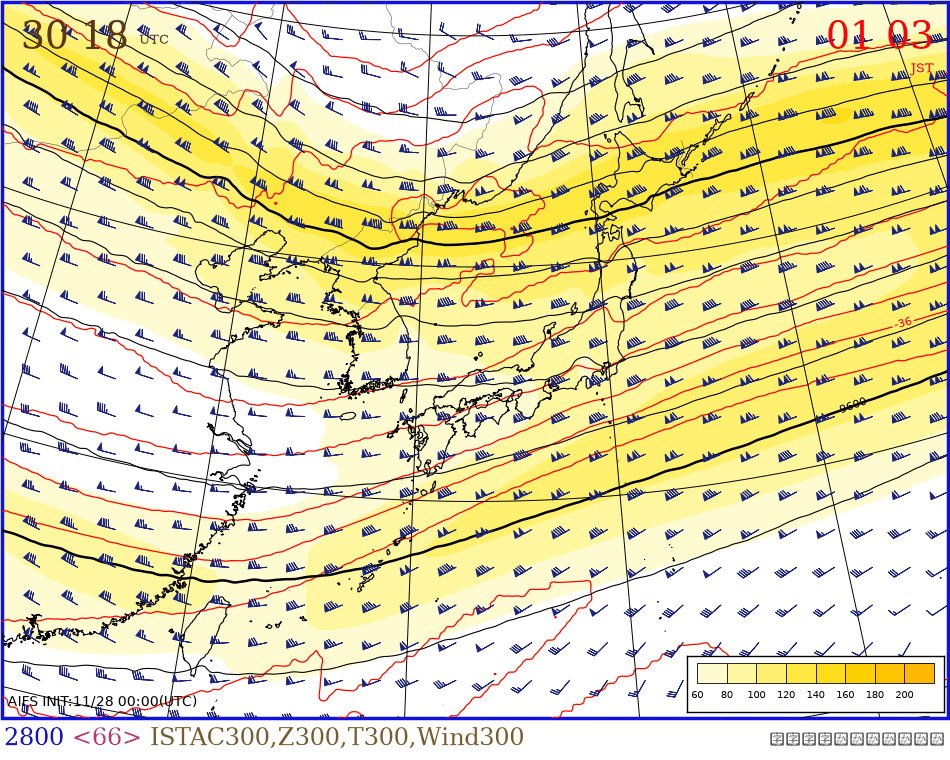 30 18 UTC 01 03
JST
-36
9600
60 80 100 120 140 160 180 200
AIFS INIT:11/28 00:00(UTC)
2800 <66> ISTAC300,Z300,T300,Wind300